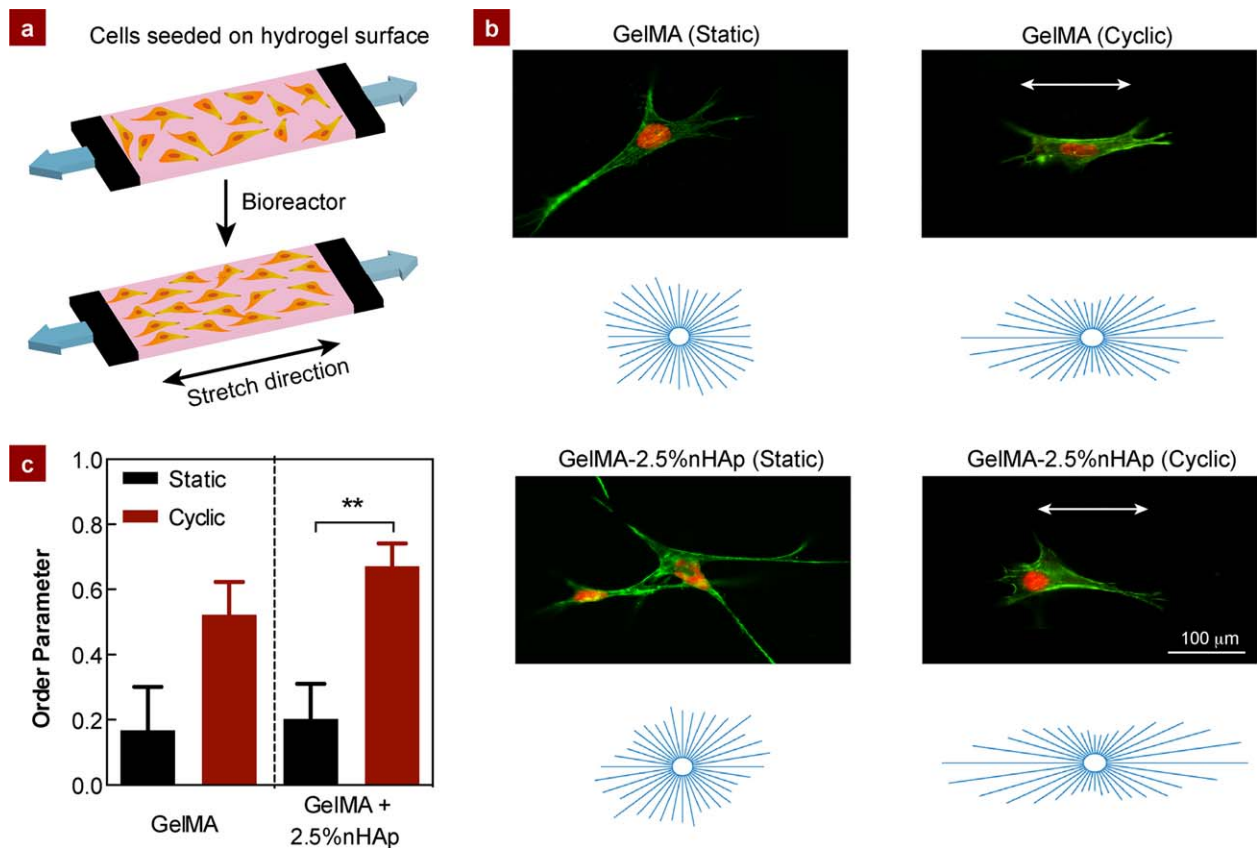 a
Cells seeded on hydrogel surface
Bioreactor
Stretch direction
b
GelMA (Static)
GelMA (Cyclic)
GelMA-2.5%nHAp (Static)
GelMA-2.5%nHAp (Cyclic)
100 μm
c
1.0
0.8
0.6
0.4
0.2
0.0
Order Parameter
Static
Cyclic
**
GelMA
GelMA +
2.5%nHAp